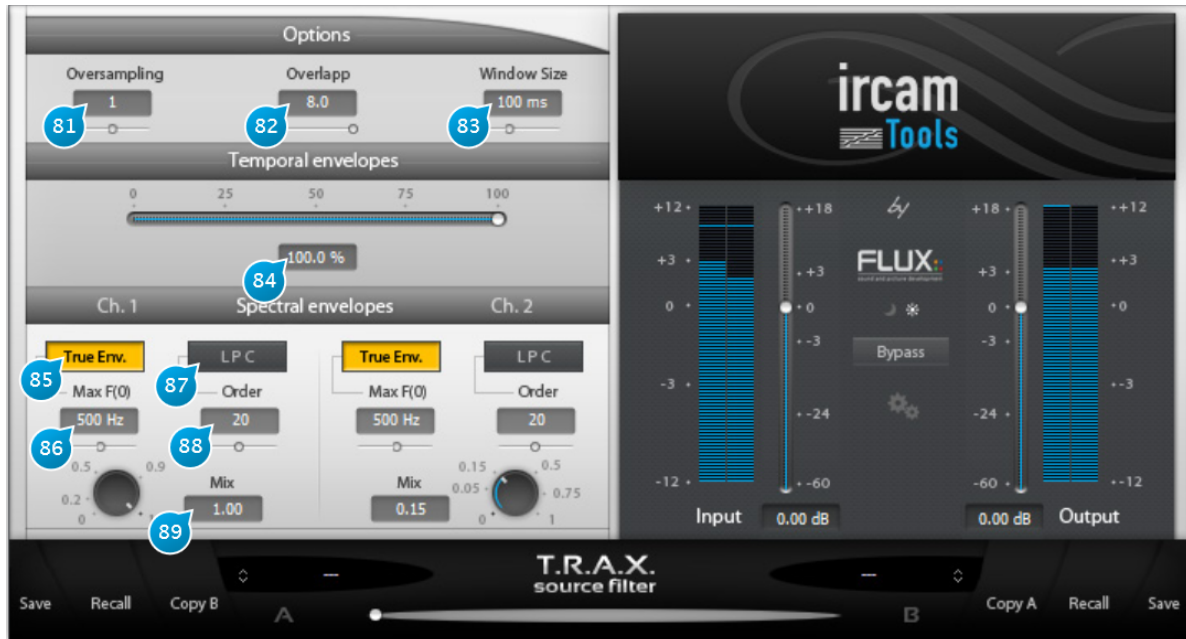 Options
Oversampling Overlapp Window Size
1 8.0 100 ms
81 82 83
Temporal envelopes
0 25 50 75 100
100.0 %
84
Ch. 1 Spectral envelopes Ch. 2
True Env. LPC True Env. LPC
85 87
Max F(0) Order Max F(0) Order
500 Hz 20 500 Hz 20
86 88
0.5 0.9 0.15 0.5
0.2 Mix Mix 0.05 0.75
0 1.00 0.15 0 1
89
ircam
Tools
+12 +18 by +18 +12
+3 +3 FLUX:: +3 +3
sound and picture development
0 0 0 0
-3 -3
Bypass
-3 -3
-24 -24
-12 -60 -60 -12
Input 0.00 dB 0.00 dB Output
T.R.A.X.
source filter
--- ---
Save Recall Copy B A B Copy A Recall Save